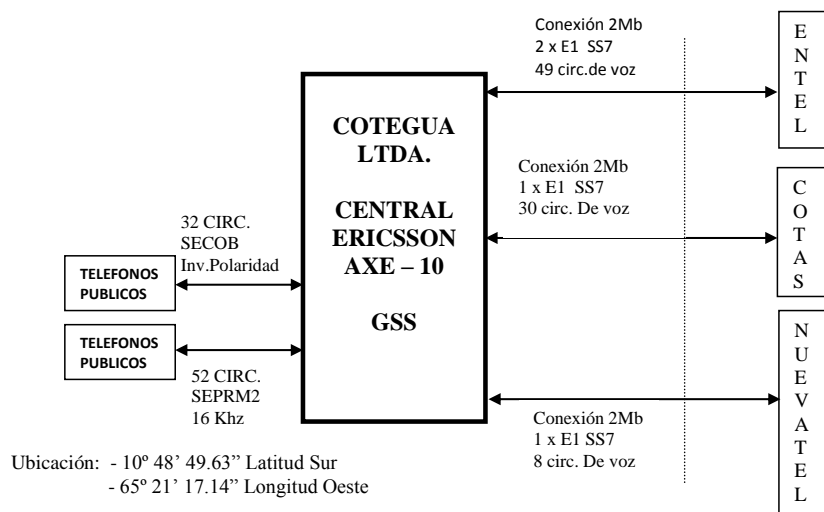 Conexión 2Mb
2 x E1 SS7
49 circ.de voz
E
N
T
E
L
COTEGUA
LTDA.
CENTRAL
ERICSSON
AXE – 10
GSS
Conexión 2Mb
1 x E1 SS7
30 circ. De voz
C
O
T
A
S
32 CIRC.
SECOB
Inv.Polaridad
TELEFONOS
PUBLICOS
TELEFONOS
PUBLICOS
52 CIRC.
SEPRM2
16 Khz
Conexión 2Mb
1 x E1 SS7
8 circ. De voz
N
U
E
V
A
T
E
L
Ubicación: - 10º 48’ 49.63” Latitud Sur
- 65º 21’ 17.14” Longitud Oeste